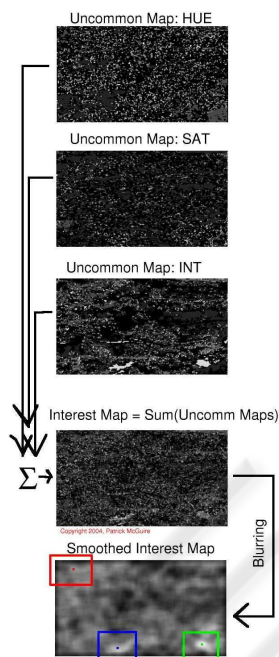 Uncommon Map: HUE
Uncommon Map: SAT
Uncommon Map: INT
Interest Map = Sum(Uncomm Maps)
Σ
Copyright 2004, Patrick McGuire
Smoothed Interest Map
Blurring